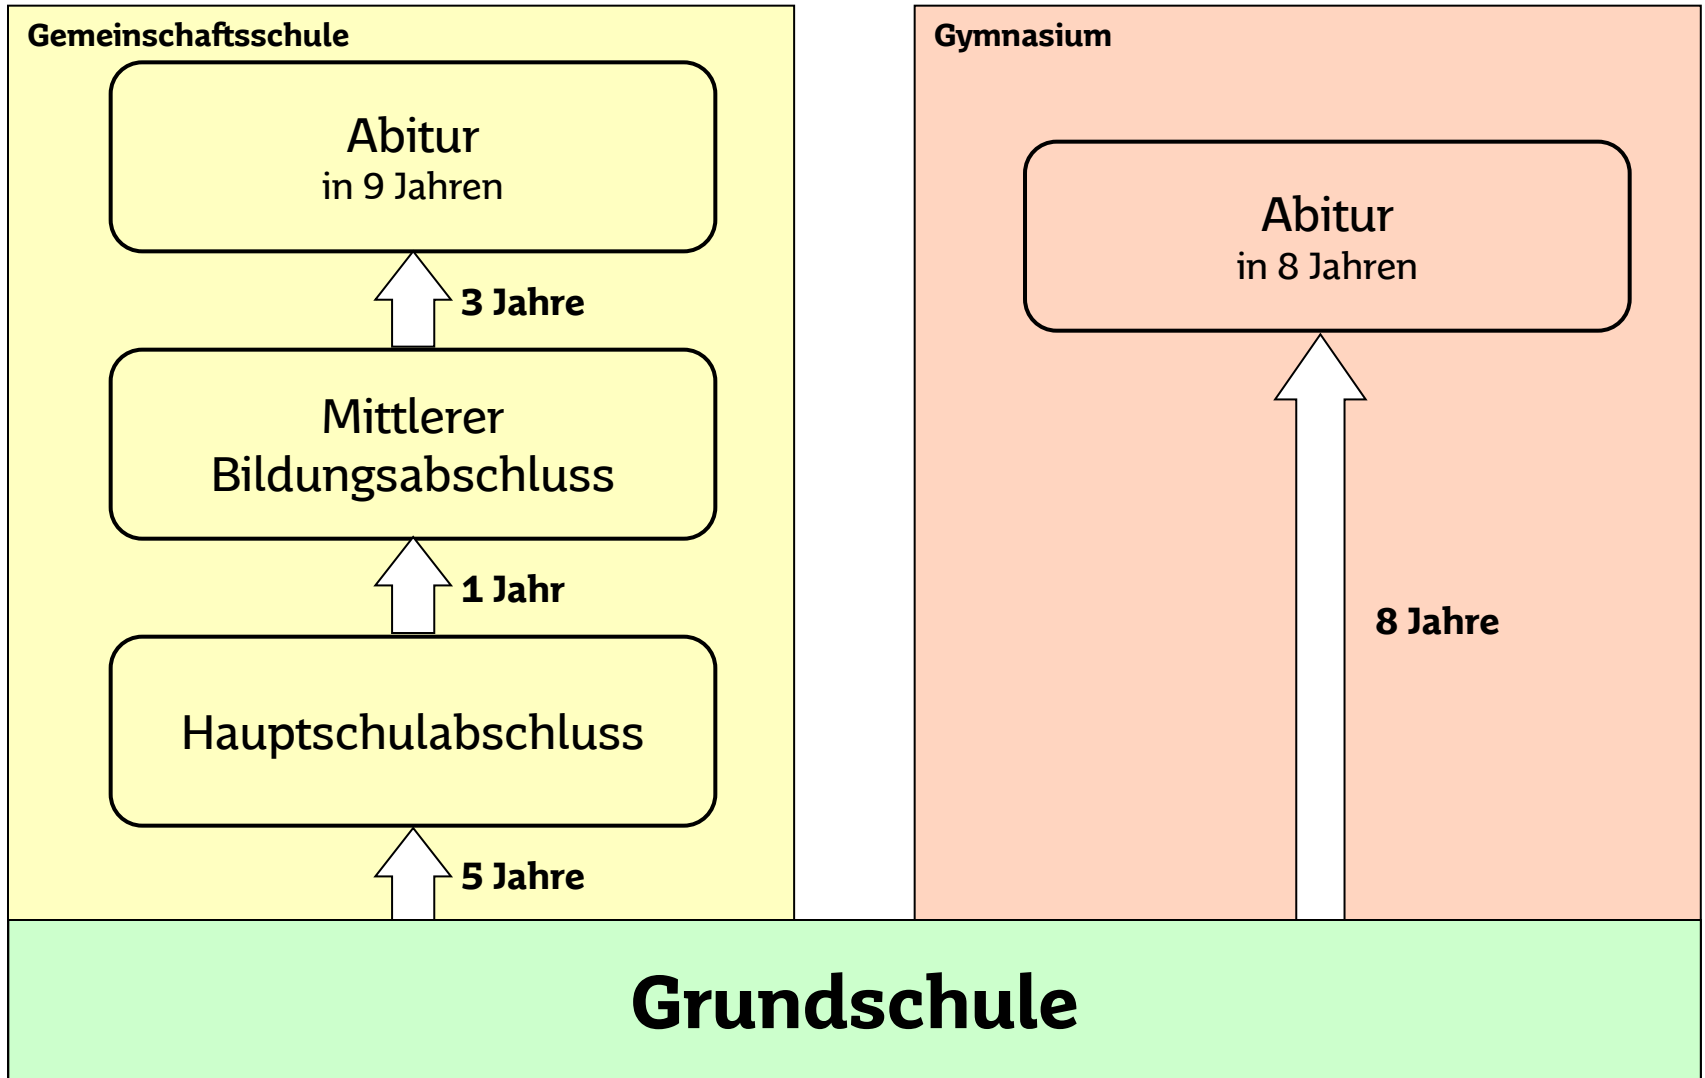 Gemeinschaftsschule
Abitur
in 9 Jahren
3 Jahre
Mittlerer
Bildungsabschluss
1 Jahr
Hauptschulabschluss
5 Jahre
Gymnasium
Abitur
in 8 Jahren
8 Jahre
Grundschule